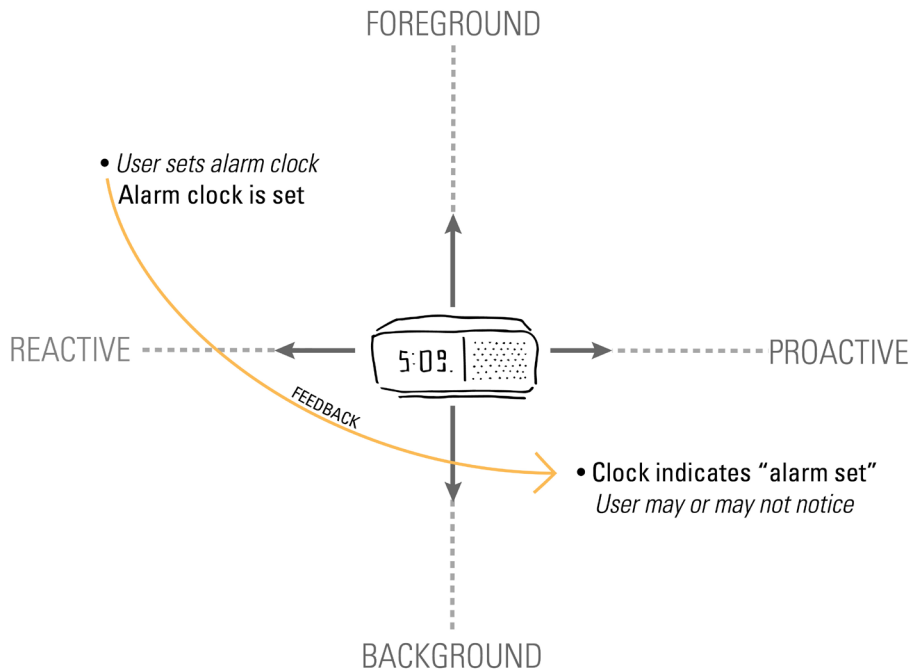 FOREGROUND
• User sets alarm clock
Alarm clock is set
REACTIVE
5:09.
PROACTIVE
FEEDBACK
• Clock indicates “alarm set”
User may or may not notice
BACKGROUND